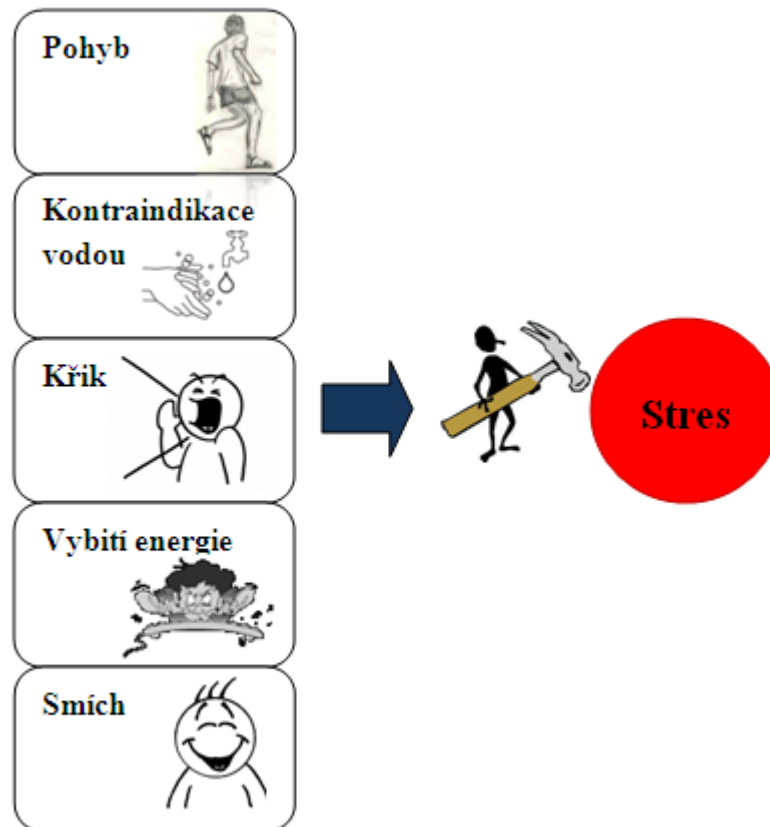 Pohyb
Kontraindikace
vodou
Křik
Vybití energie
Smích
Stres